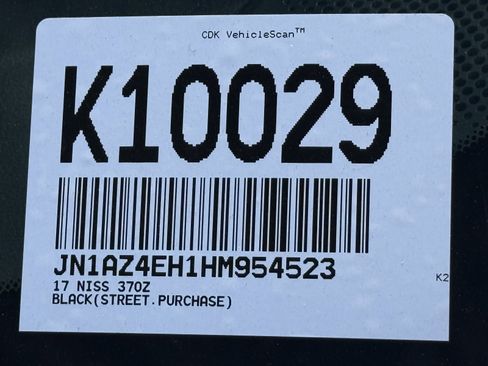 CDK VehicleScan™
K10029
JN1AZ4EH1HM954523
17 NISS 370Z
BLACK(STREET.PURCHASE)
K2